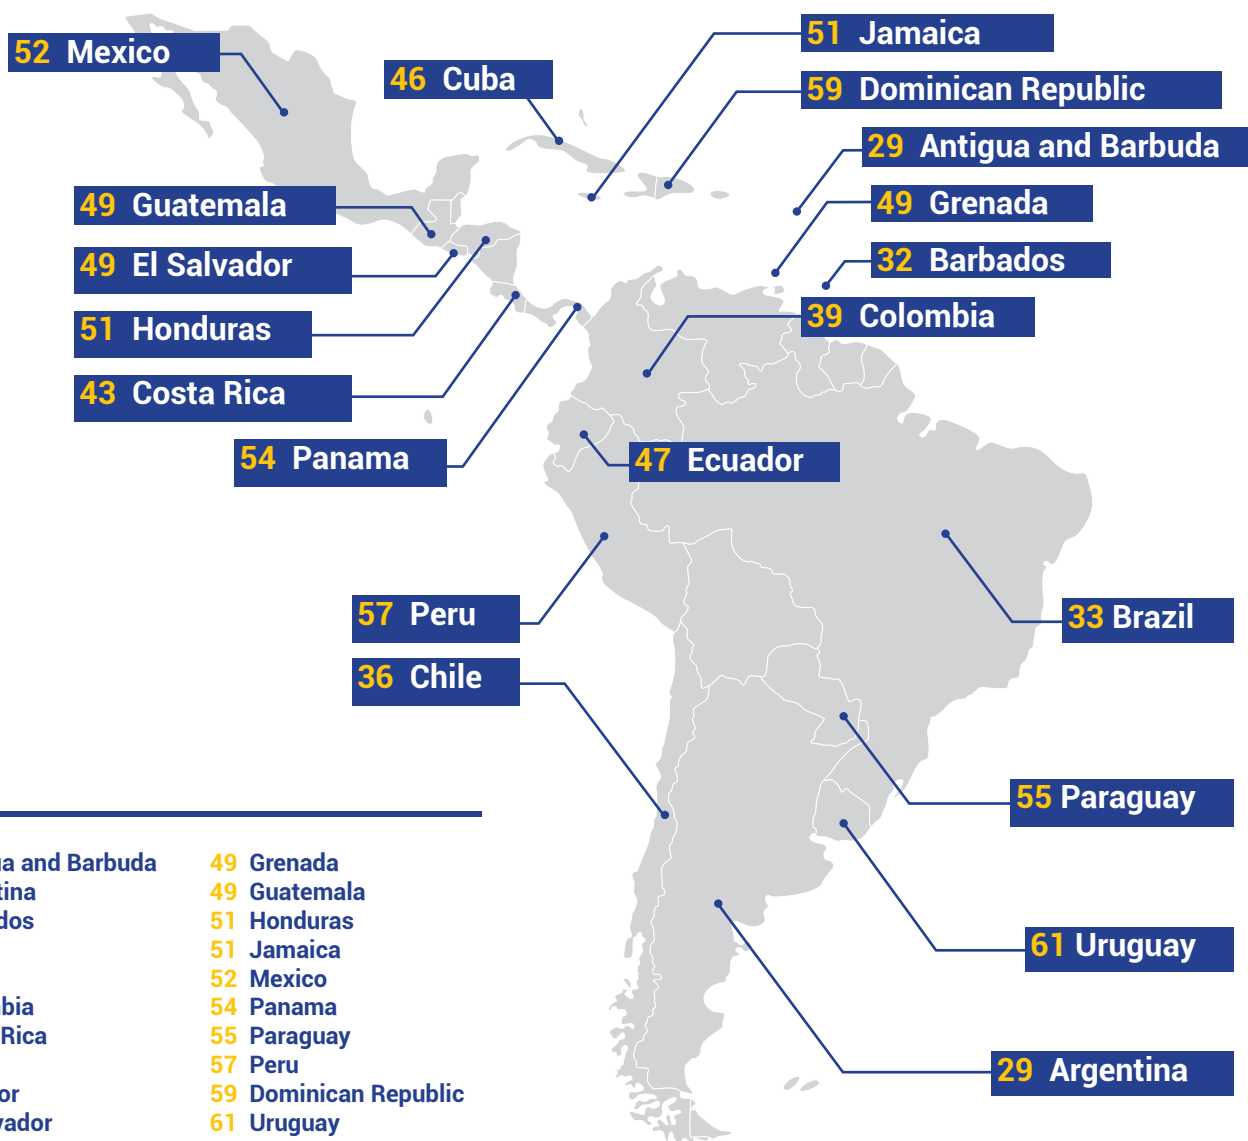 52 Mexico
51 Jamaica
46 Cuba
59 Dominican Republic
29 Antigua and Barbuda
49 Guatemala
49 Grenada
49 El Salvador
32 Barbados
51 Honduras
39 Colombia
43 Costa Rica
54 Panama
47 Ecuador
57 Peru
33 Brazil
36 Chile
55 Paraguay
61 Uruguay
29 Argentina
and Barbuda
Rica
49 Grenada
49 Guatemala
51 Honduras
51 Jamaica
52 Mexico
54 Panama
55 Paraguay
57 Peru
59 Dominican Republic
61 Uruguay